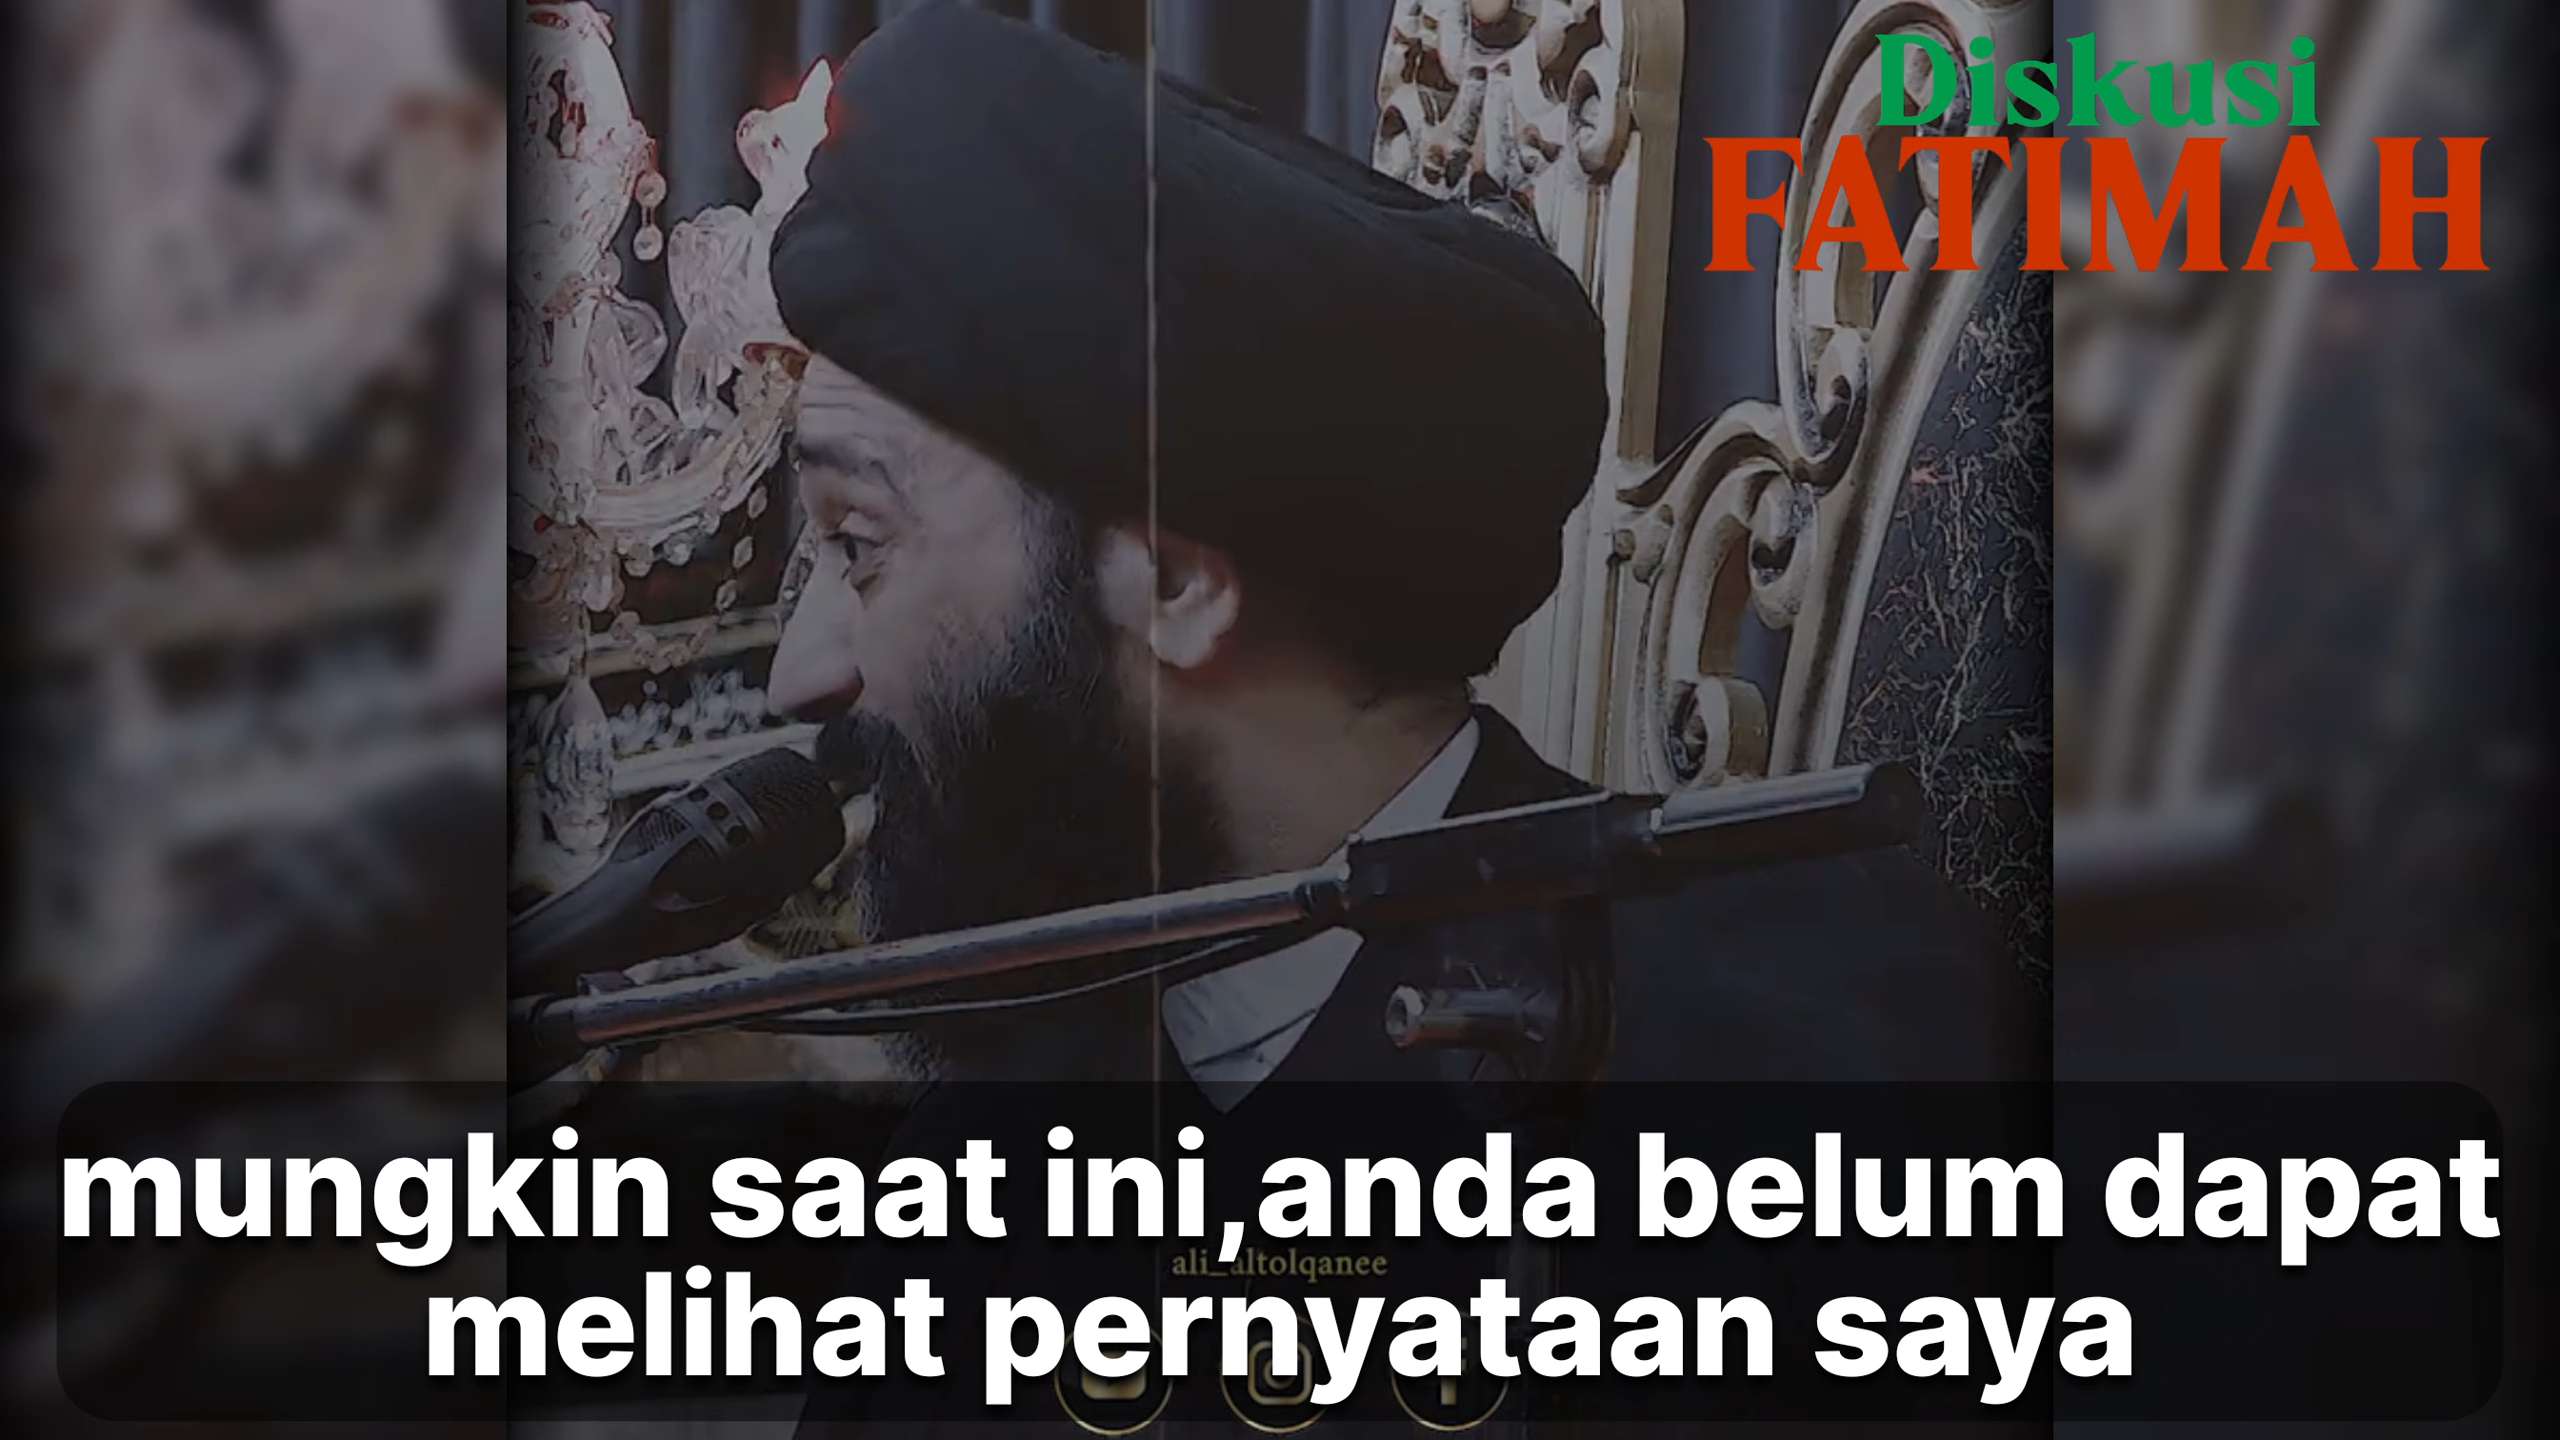 Diskusi
FATIMAH
mungkin saat ini,anda belum dapat
ali_altolqanee
melihat pernyataan saya